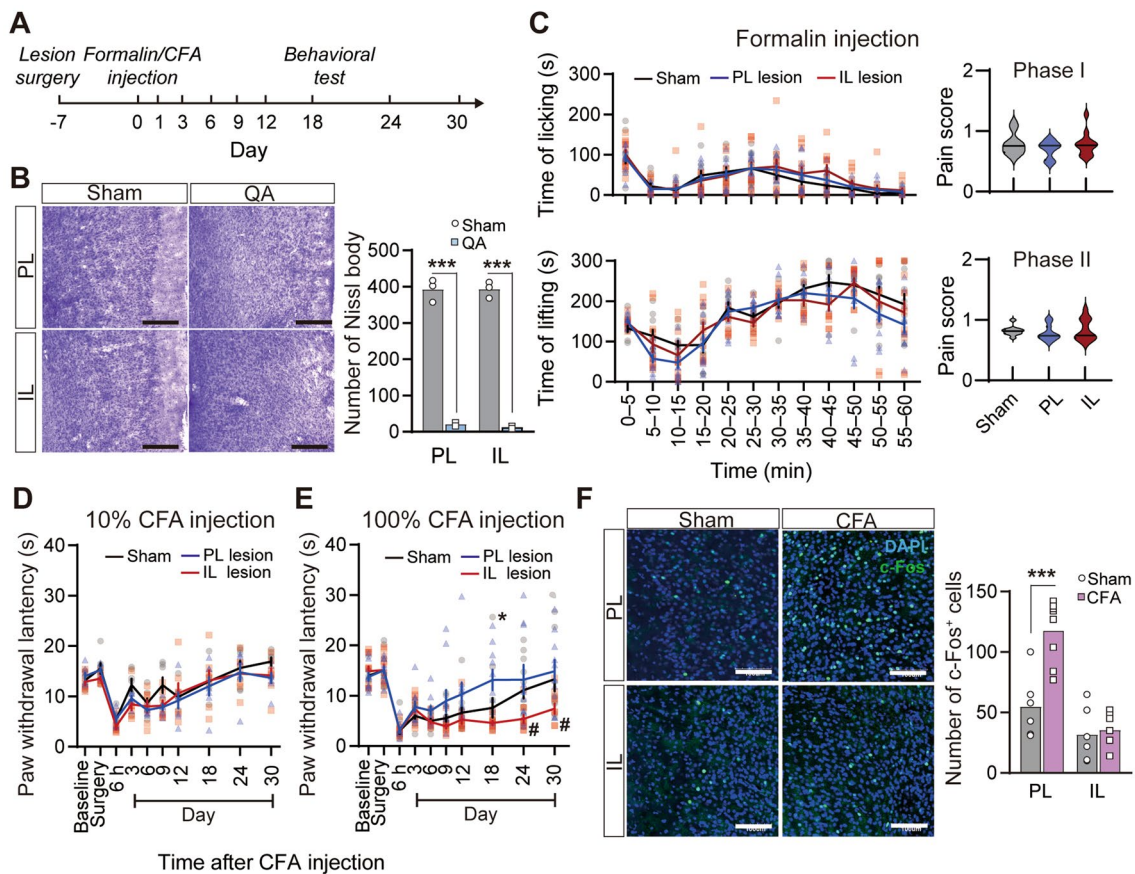 A
Lesion surgery
Formalin/CFA injection
Behavioral test
-7 0 1 3 6 9 12 18 24 30
Day
B
Sham QA
PL
IL
Number of Nissl body
500
400
300
200
100
0
Sham
QA
*** ***
PL IL
C
Formalin injection
Sham PL lesion IL lesion
Time of licking (s)
300
200
100
0
Phase I
Pain score
2
1
0
Time of lifting (s)
300
200
100
0
0–5 5–10 10–15 15–20 20–25 25–30 30–35 35–40 40–45 45–50 50–55 55–60
Time (min)
Phase II
Pain score
2
1
0
Sham PL IL
D
10% CFA injection
Sham PL lesion
IL lesion
Paw withdrawal lantency (s)
40
30
20
10
0
Baseline Surgery 6 h 3 6 9 12 18 24 30
Day
E
100% CFA injection
Sham PL lesion
IL lesion
Paw withdrawal lantency (s)
40
30
20
10
0
*
# #
Baseline Surgery 6 h 3 6 9 12 18 24 30
Day
Time after CFA injection
F
Sham CFA
DAPI
c-Fos
PL
IL
100um
100um
100um
100um
Number of c-Fos⁺ cells
150
100
50
0
Sham
CFA
***
PL IL